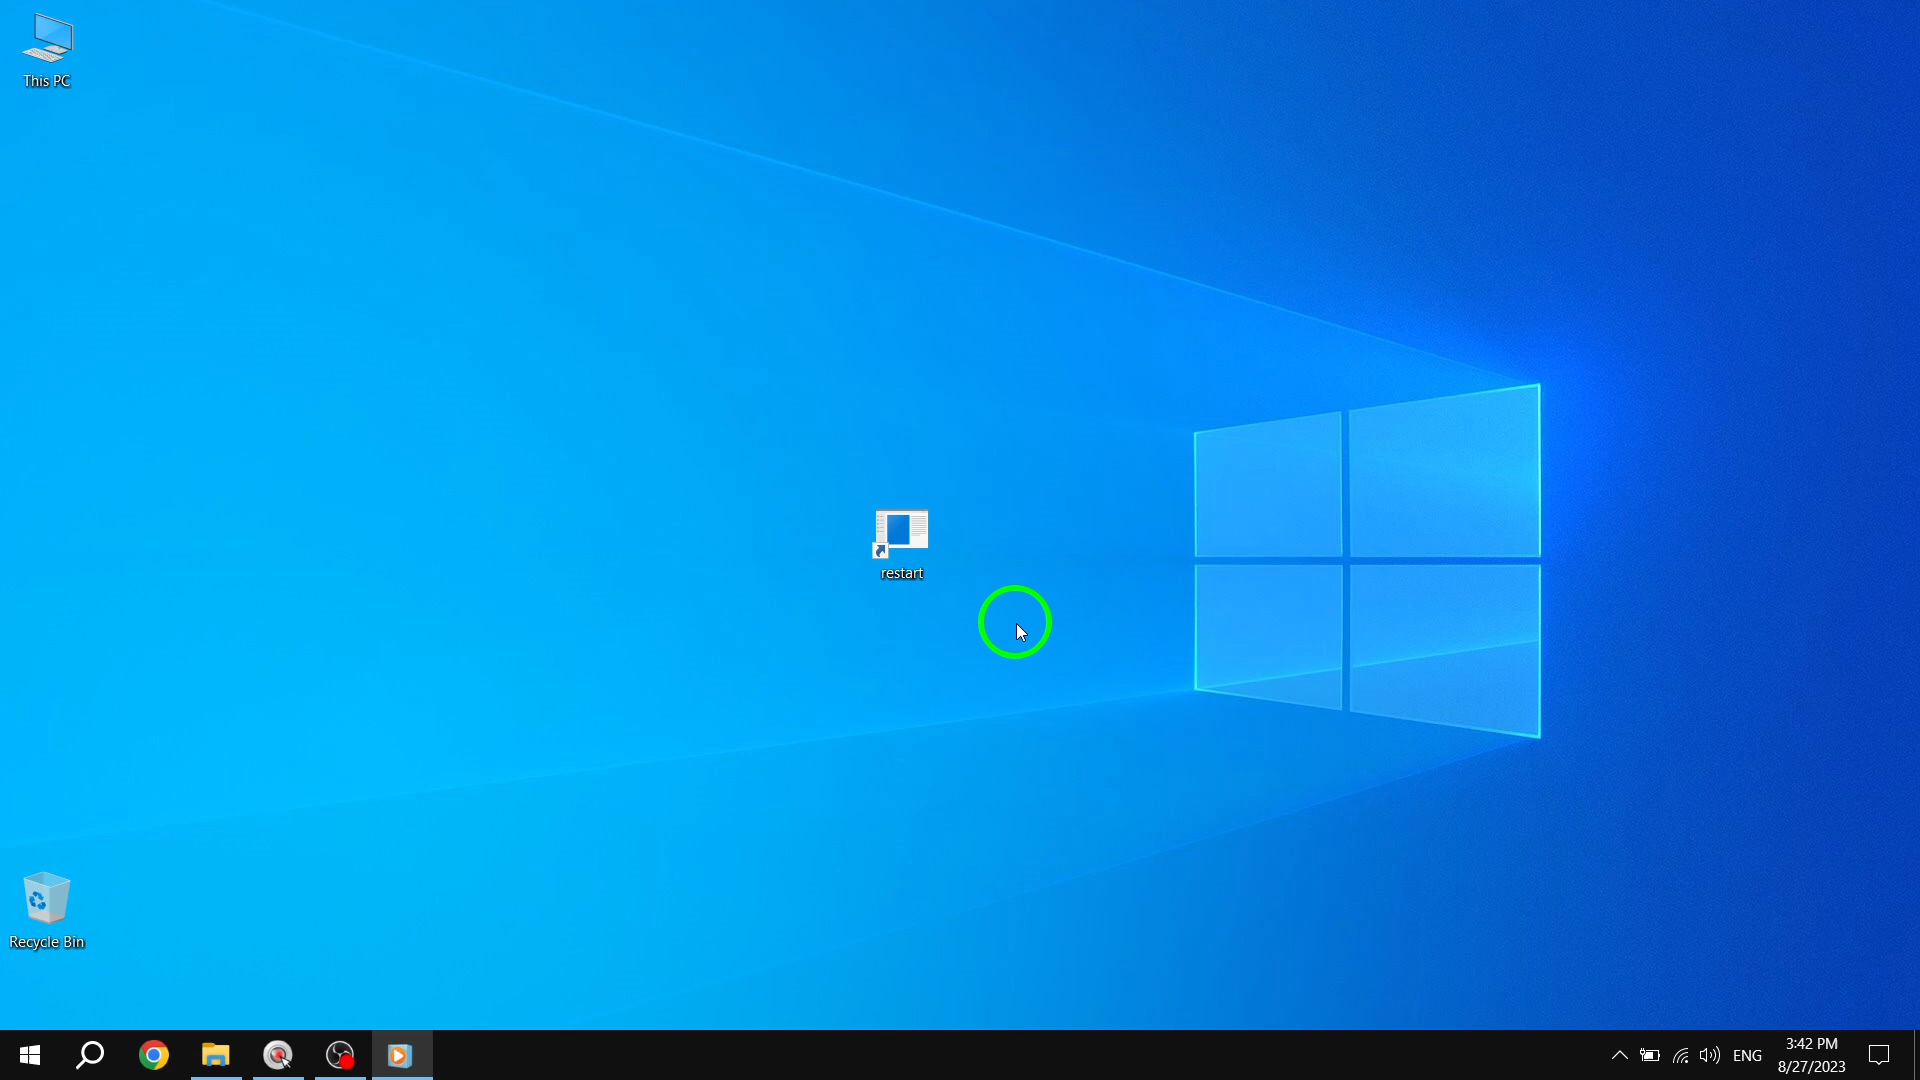 This PC
restart
Recycle Bin
ENG
3:42 PM
8/27/2023